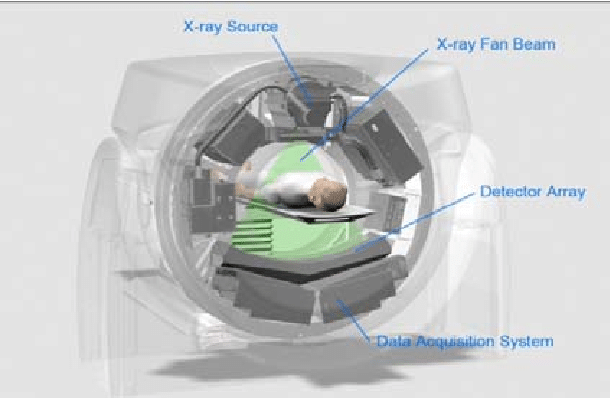 X-ray Source
X-ray Fan Beam
Detector Array
Data Acquisition System